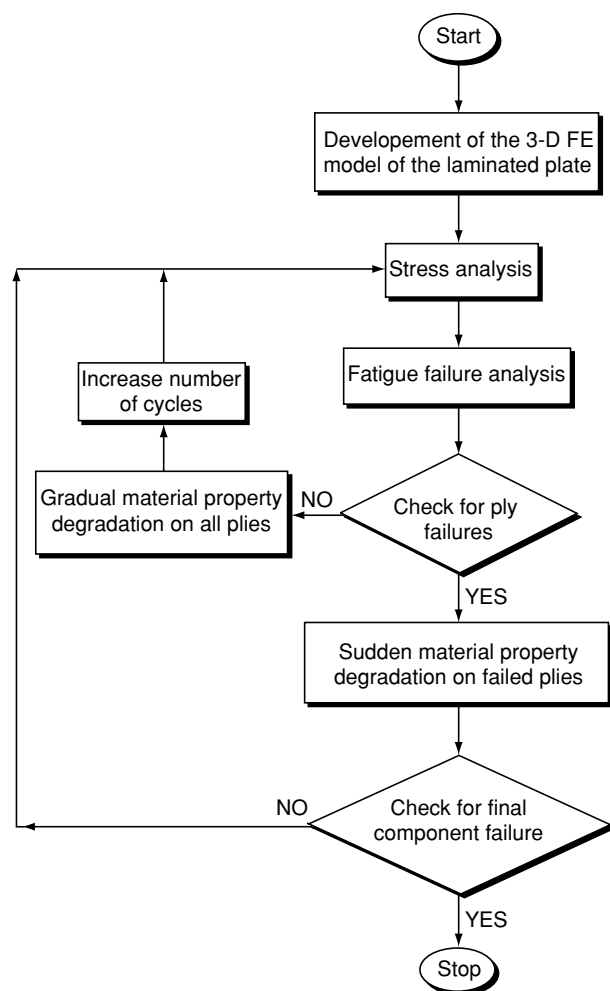 Start
Developement of the 3-D FE
model of the laminated plate
Stress analysis
Fatigue failure analysis
Increase number
of cycles
Gradual material property
degradation on all plies
NO
Check for ply
failures
YES
Sudden material property
degradation on failed plies
NO
Check for final
component failure
YES
Stop